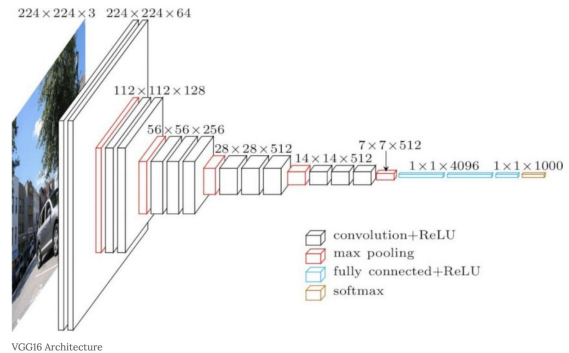 224×224×3 224×224×64
112×112×128
56×56×256
28×28×512
14×14×512
7×7×512
1×1×4096 1×1×1000
convolution+ReLU
max pooling
fully connected+ReLU
softmax
VGG16 Architecture